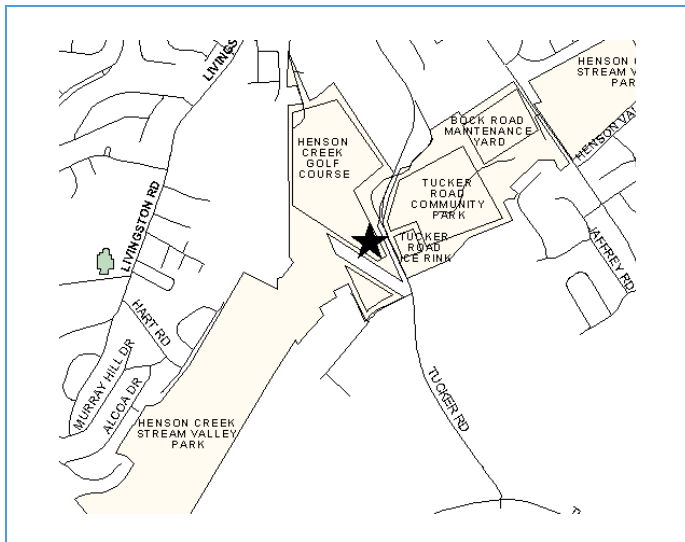 LIVINGS
HENSON C
STREAM V
PAR
HENSON
CREEK
GOLF
COURSE
BOCK ROAD
MAINTENANCE
YARD
HENSON VA
TUCKER
ROAD
COMMUNITY
PARK
LIVINGSTON RD
TUCKER
ROAD
ICE RINK
JAFFREY RD
HART RD
MURRAY HILL DR
ALCOA DR
TUCKER RD
HENSON CREEK
STREAM VALLEY
PARK